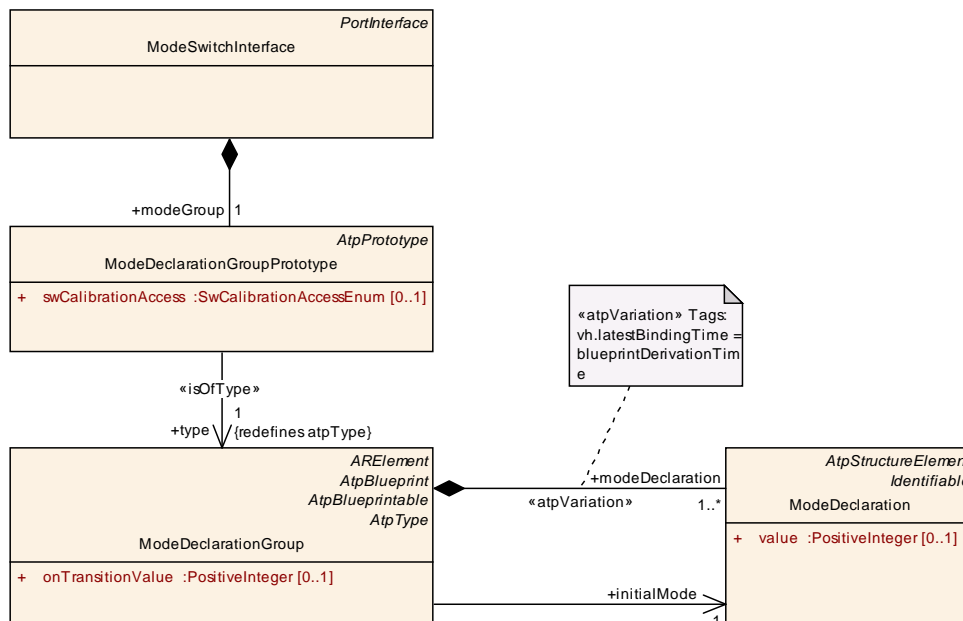 PortInterface
ModeSwitchInterface
+modeGroup 1
AtpPrototype
ModeDeclarationGroupPrototype
+ swCalibrationAccess :SwCalibrationAccessEnum [0..1]
«atpVariation» Tags:
vh.latestBindingTime =
blueprintDerivationTim
e
«isOfType»
1
+type {redefines atpType}
ARElement
AtpBlueprint
AtpBlueprintable
AtpType
ModeDeclarationGroup
+ onTransitionValue :PositiveInteger [0..1]
+modeDeclaration
«atpVariation» 1..*
AtpStructureElement
Identifiable
ModeDeclaration
+ value :PositiveInteger [0..1]
+initialMode
1